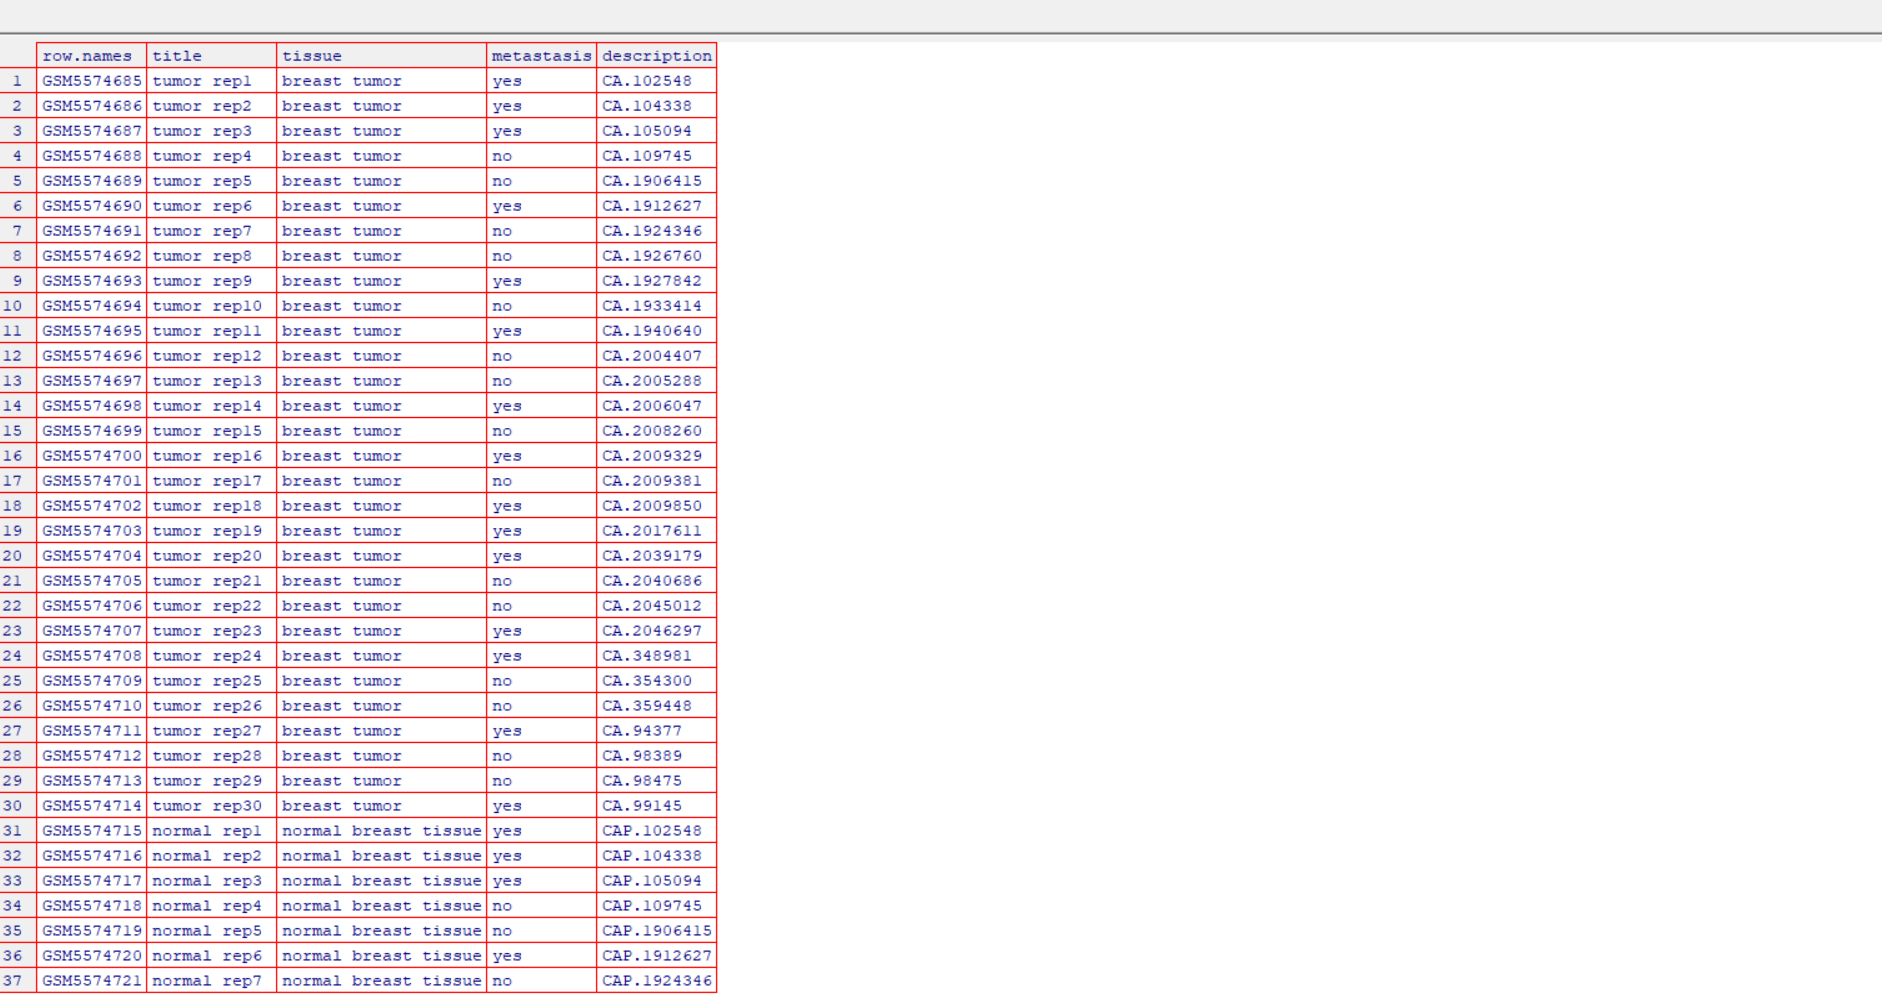 row.names title tissue metastasis description
1 GSM5574685 tumor rep1 breast tumor yes CA.102548
2 GSM5574686 tumor rep2 breast tumor yes CA.104338
3 GSM5574687 tumor rep3 breast tumor yes CA.105094
4 GSM5574688 tumor rep4 breast tumor no CA.109745
5 GSM5574689 tumor rep5 breast tumor no CA.1906415
6 GSM5574690 tumor rep6 breast tumor yes CA.1912627
7 GSM5574691 tumor rep7 breast tumor no CA.1924346
8 GSM5574692 tumor rep8 breast tumor no CA.1926760
9 GSM5574693 tumor rep9 breast tumor yes CA.1927842
10 GSM5574694 tumor rep10 breast tumor no CA.1933414
11 GSM5574695 tumor rep11 breast tumor yes CA.1940640
12 GSM5574696 tumor rep12 breast tumor no CA.2004407
13 GSM5574697 tumor rep13 breast tumor no CA.2005288
14 GSM5574698 tumor rep14 breast tumor yes CA.2006047
15 GSM5574699 tumor rep15 breast tumor no CA.2008260
16 GSM5574700 tumor rep16 breast tumor yes CA.2009329
17 GSM5574701 tumor rep17 breast tumor no CA.2009381
18 GSM5574702 tumor rep18 breast tumor yes CA.2009850
19 GSM5574703 tumor rep19 breast tumor yes CA.2017611
20 GSM5574704 tumor rep20 breast tumor yes CA.2039179
21 GSM5574705 tumor rep21 breast tumor no CA.2040686
22 GSM5574706 tumor rep22 breast tumor no CA.2045012
23 GSM5574707 tumor rep23 breast tumor yes CA.2046297
24 GSM5574708 tumor rep24 breast tumor yes CA.348981
25 GSM5574709 tumor rep25 breast tumor no CA.354300
26 GSM5574710 tumor rep26 breast tumor no CA.359448
27 GSM5574711 tumor rep27 breast tumor yes CA.94377
28 GSM5574712 tumor rep28 breast tumor no CA.98389
29 GSM5574713 tumor rep29 breast tumor no CA.98475
30 GSM5574714 tumor rep30 breast tumor yes CA.99145
31 GSM5574715 normal rep1 normal breast tissue yes CAP.102548
32 GSM5574716 normal rep2 normal breast tissue yes CAP.104338
33 GSM5574717 normal rep3 normal breast tissue yes CAP.105094
34 GSM5574718 normal rep4 normal breast tissue no CAP.109745
35 GSM5574719 normal rep5 normal breast tissue no CAP.1906415
36 GSM5574720 normal rep6 normal breast tissue yes CAP.1912627
37 GSM5574721 normal rep7 normal breast tissue no CAP.1924346